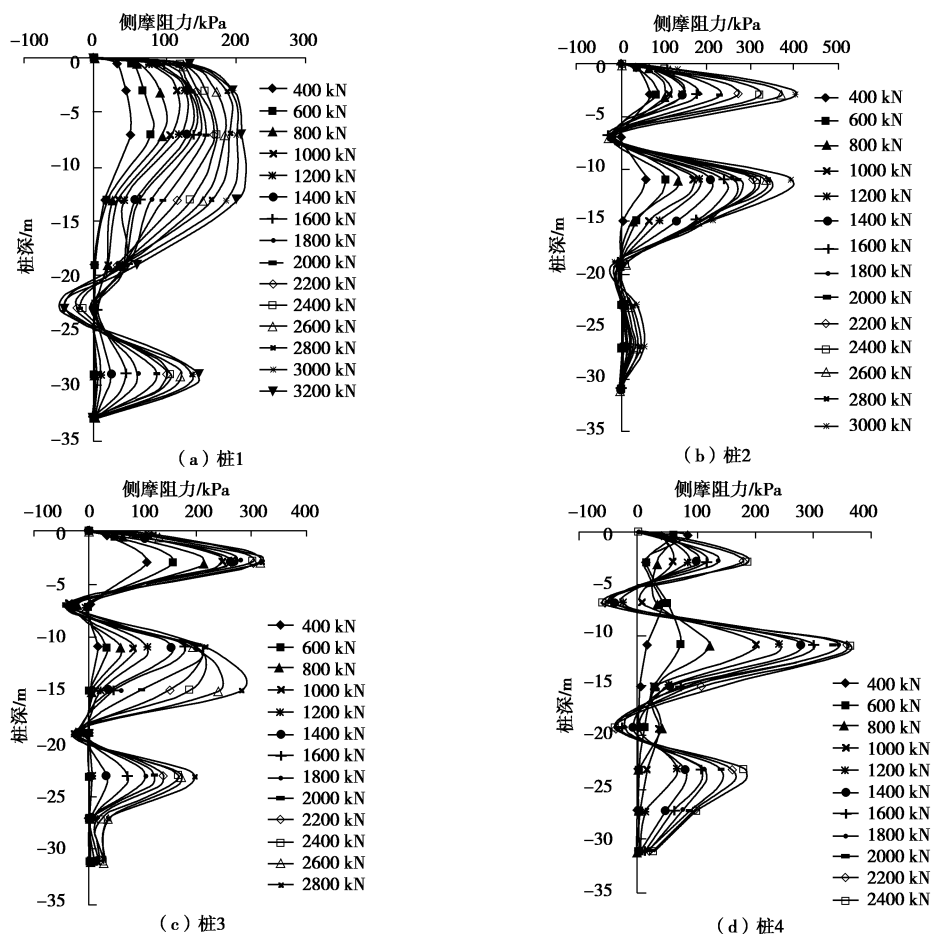 侧摩阻力/kPa
-100 0 100 200 300
0
-5
-10
-15
-20
-25
-30
-35
桩深/m
400 kN
600 kN
800 kN
1000 kN
1200 kN
1400 kN
1600 kN
1800 kN
2000 kN
2200 kN
2400 kN
2600 kN
2800 kN
3000 kN
3200 kN
（a）桩1
侧摩阻力/kPa
-100 0 100 200 300 400 500
0
-5
-10
-15
-20
-25
-30
-35
桩深/m
400 kN
600 kN
800 kN
1000 kN
1200 kN
1400 kN
1600 kN
1800 kN
2000 kN
2200 kN
2400 kN
2600 kN
2800 kN
3000 kN
（b）桩2
侧摩阻力/kPa
-100 0 100 200 300 400
0
-5
-10
-15
-20
-25
-30
-35
桩深/m
400 kN
600 kN
800 kN
1000 kN
1200 kN
1400 kN
1600 kN
1800 kN
2000 kN
2200 kN
2400 kN
2600 kN
2800 kN
（c）桩3
侧摩阻力/kPa
-100 0 100 200 300 400
0
-5
-10
-15
-20
-25
-30
-35
桩深/m
400 kN
600 kN
800 kN
1000 kN
1200 kN
1400 kN
1600 kN
1800 kN
2000 kN
2200 kN
2400 kN
（d）桩4